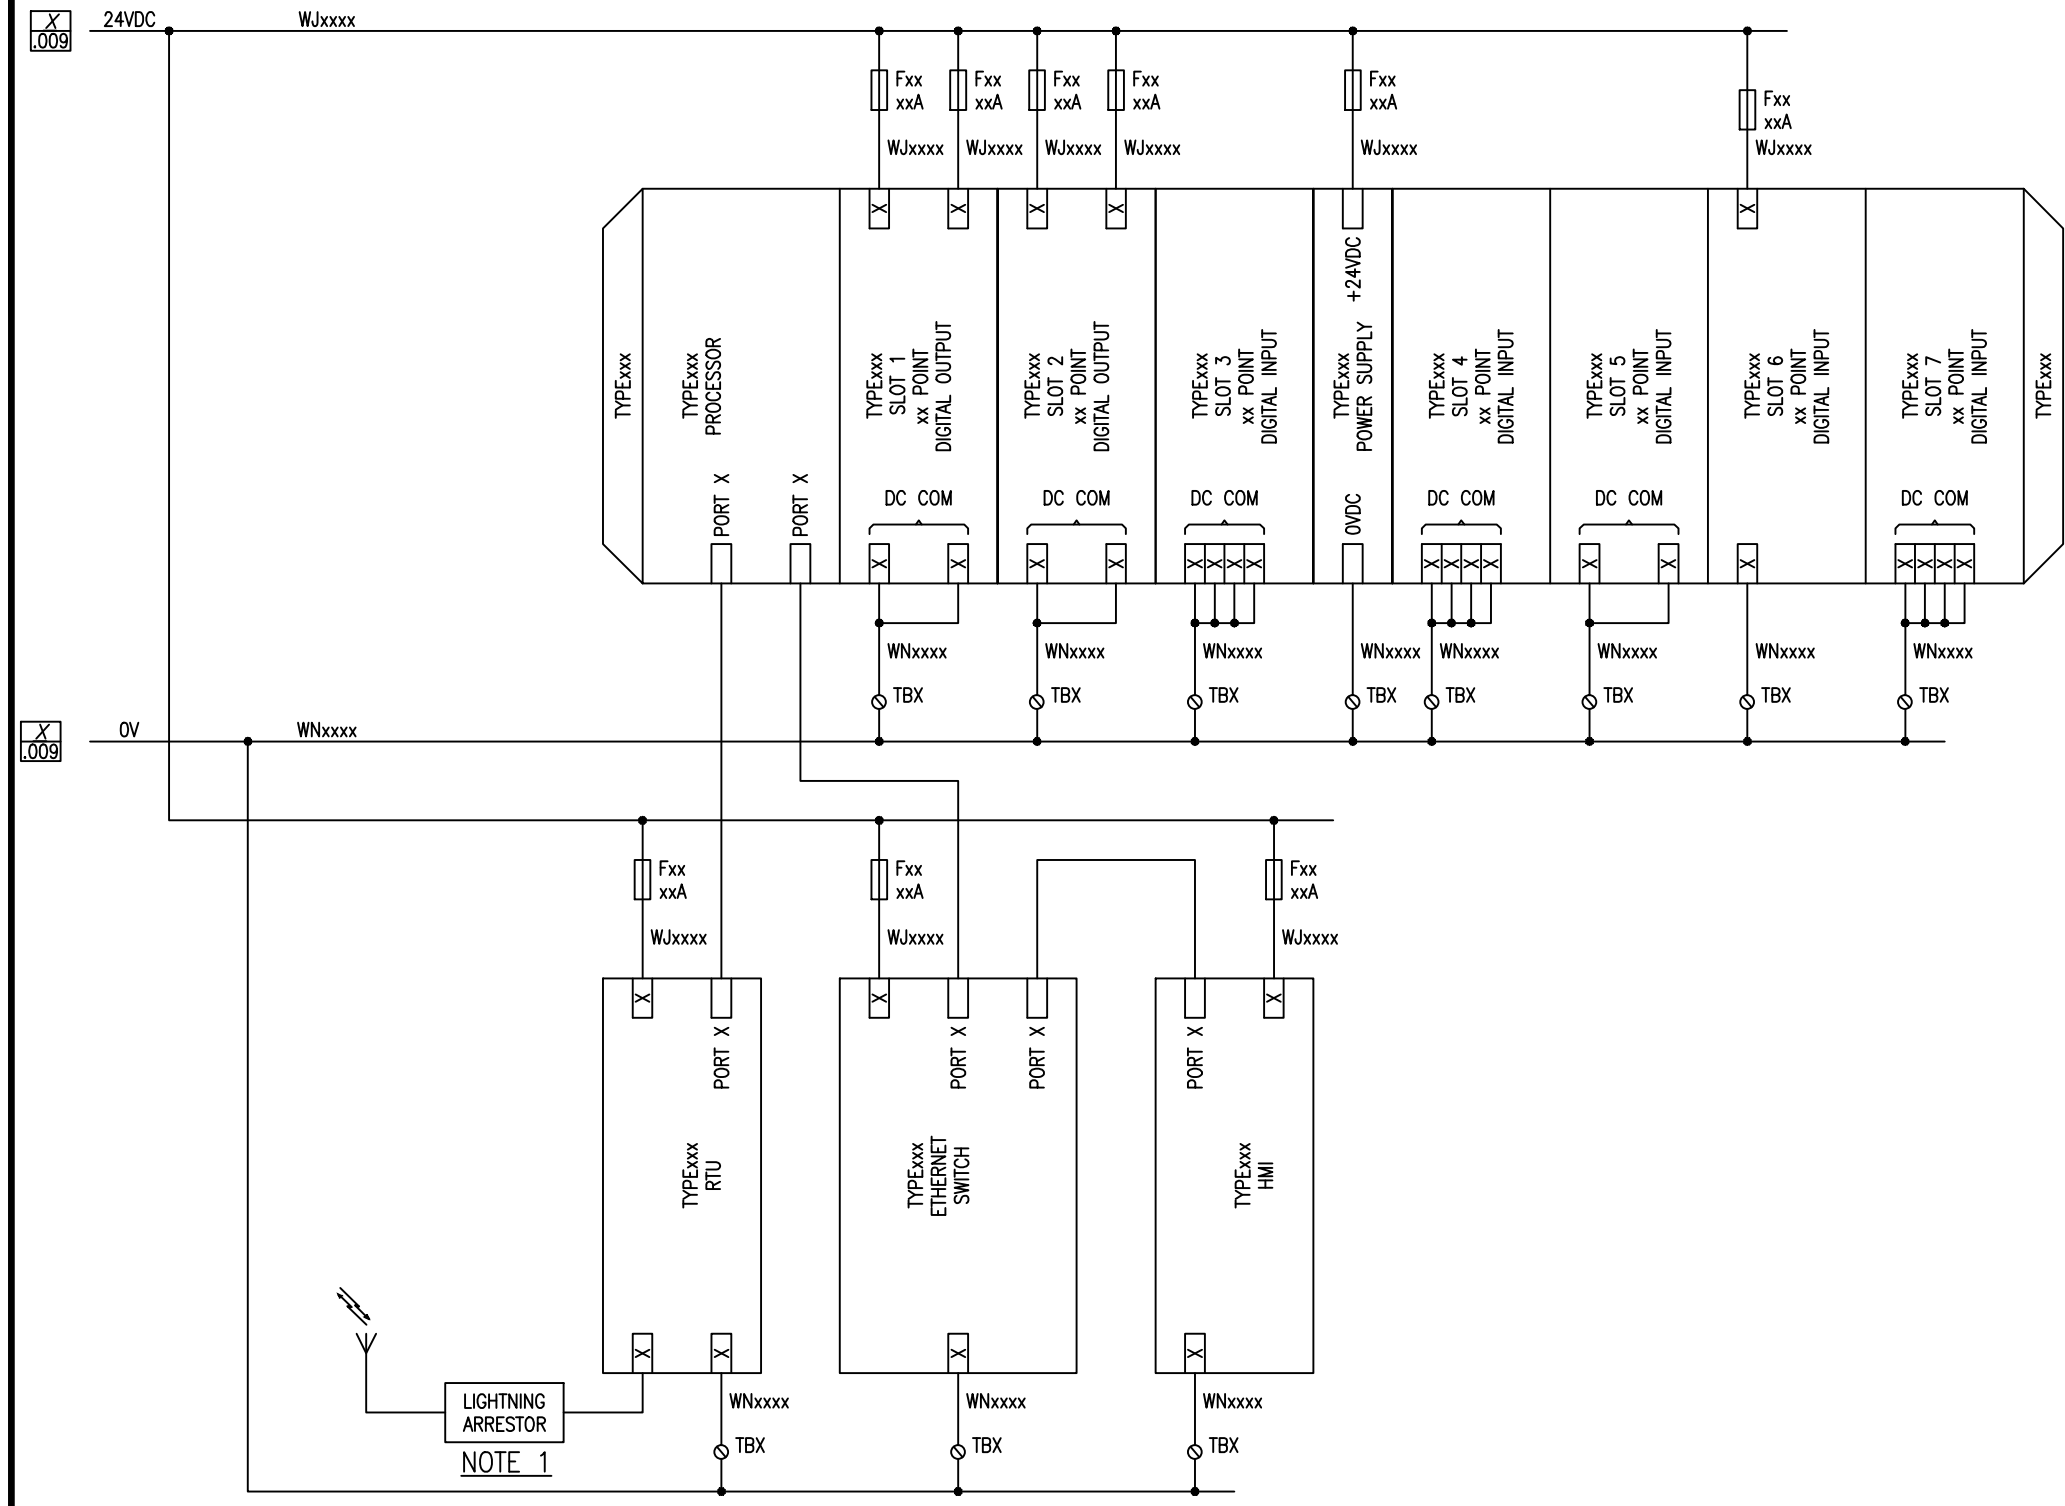 X
.009
24VDC
WJxxxx
Fxx
xxA
WJxxxx
Fxx
xxA
WJxxxx
Fxx
xxA
WJxxxx
Fxx
xxA
WJxxxx
Fxx
xxA
WJxxxx
Fxx
xxA
WJxxxx
TYPExxx
TYPExxx
PROCESSOR
PORT X
PORT X
X
X
TYPExxx
SLOT 1
xx POINT
DIGITAL OUTPUT
DC COM
X
X
X
X
TYPExxx
SLOT 2
xx POINT
DIGITAL OUTPUT
DC COM
X
X
TYPExxx
SLOT 3
xx POINT
DIGITAL INPUT
DC COM
X X X X
+24VDC
TYPExxx
POWER SUPPLY
0VDC
TYPExxx
SLOT 4
xx POINT
DIGITAL INPUT
DC COM
X X X X
TYPExxx
SLOT 5
xx POINT
DIGITAL INPUT
DC COM
X
X
X
TYPExxx
SLOT 6
xx POINT
DIGITAL INPUT
X
TYPExxx
SLOT 7
xx POINT
DIGITAL INPUT
DC COM
X X X X
TYPExxx
WNxxxx
WNxxxx
WNxxxx
WNxxxx
WNxxxx
WNxxxx
WNxxxx
WNxxxx
TBX
TBX
TBX
TBX
TBX
TBX
TBX
TBX
X
.009
0V
WNxxxx
Fxx
xxA
WJxxxx
Fxx
xxA
WJxxxx
Fxx
xxA
WJxxxx
X
PORT X
TYPExxx
RTU
X
X
X
PORT X
PORT X
TYPExxx
ETHERNET
SWITCH
X
PORT X
X
TYPExxx
HMI
X
LIGHTNING
ARRESTOR
NOTE 1
WNxxxx
TBX
WNxxxx
TBX
WNxxxx
TBX